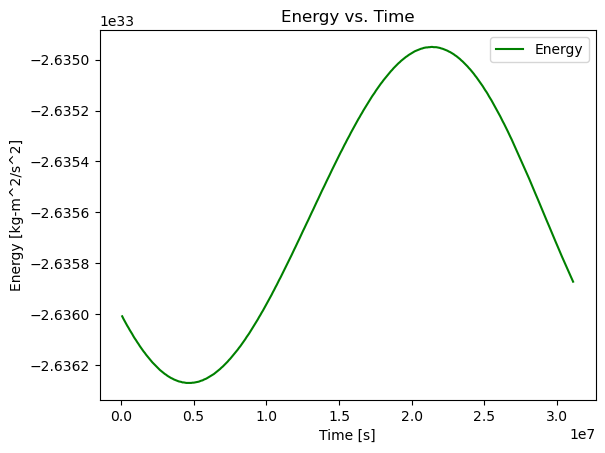 Energy vs. Time
1e33
Energy
−2.6350
−2.6352
−2.6354
−2.6356
−2.6358
−2.6360
−2.6362
Energy [kg-m^2/s^2]
0.0 0.5 1.0 1.5 2.0 2.5 3.0
1e7
Time [s]